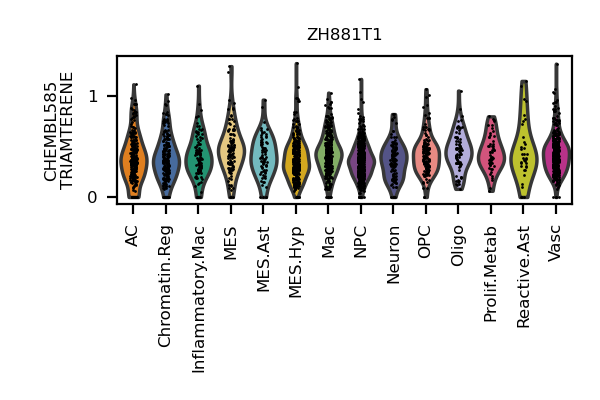 ZH881T1
CHEMBL585
TRIAMTERENE
1
0
AC
Chromatin.Reg
Inflammatory.Mac
MES
MES.Ast
MES.Hyp
Mac
NPC
Neuron
OPC
Oligo
Prolif.Metab
Reactive.Ast
Vasc